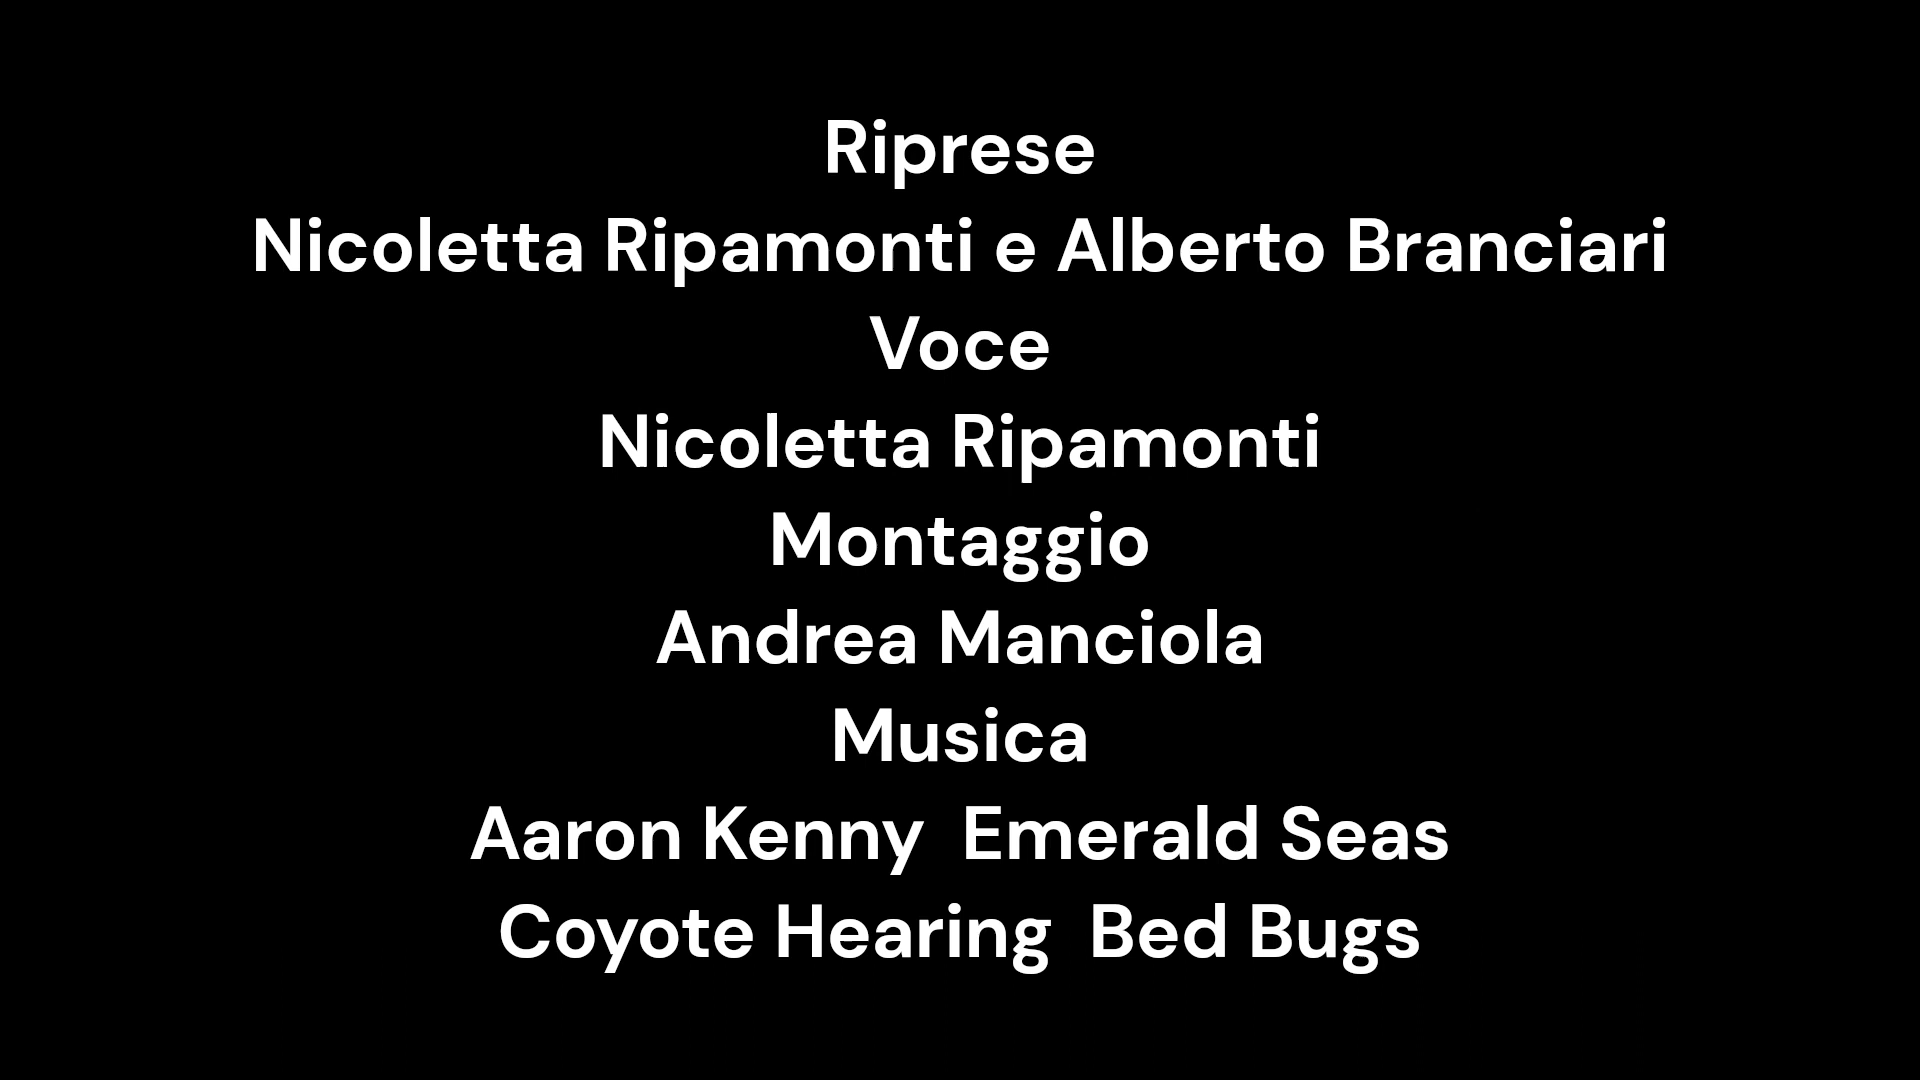 Riprese
Nicoletta Ripamonti e Alberto Branciari
Voce
Nicoletta Ripamonti
Montaggio
Andrea Manciola
Musica
Aaron Kenny  Emerald Seas
Coyote Hearing  Bed Bugs